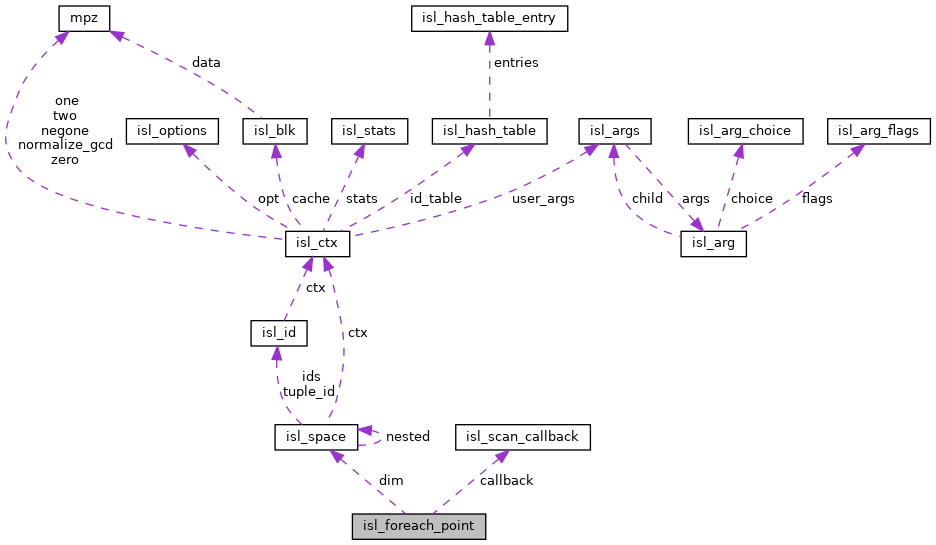 mpz
isl_hash_table_entry
data
entries
one
two
negone
normalize_gcd
zero
isl_options
isl_blk
isl_stats
isl_hash_table
isl_args
isl_arg_choice
isl_arg_flags
opt
cache
stats
id_table
user_args
child
args
choice
flags
isl_ctx
isl_arg
ctx
isl_id
ctx
ids
tuple_id
isl_space
nested
isl_scan_callback
dim
callback
isl_foreach_point